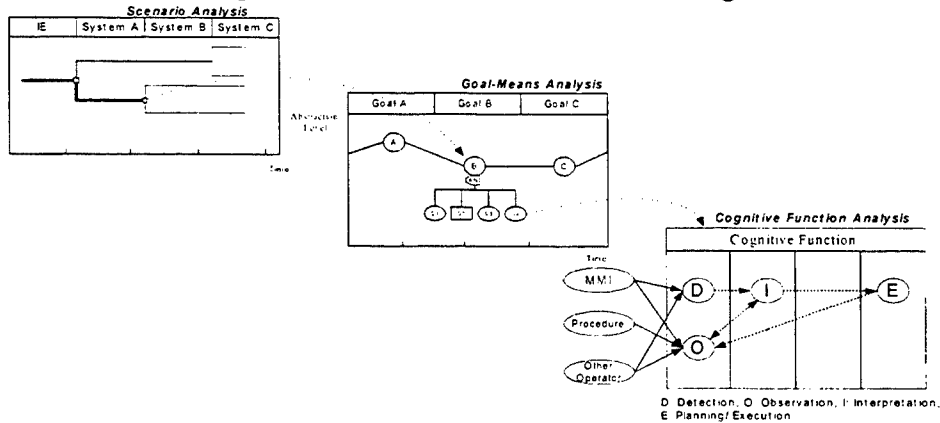 Scenario Analysis
IE System A System B System C
Time
Abstraction
Level
Goal-Means Analysis
Goal A Goal B Goal C
A
B
C
Time
Cognitive Function Analysis
Cognitive Function
MMI
Procedure
Other
Operator
D
I
E
O
D: Detection, O: Observation, I: Interpretation,
E: Planning/Execution